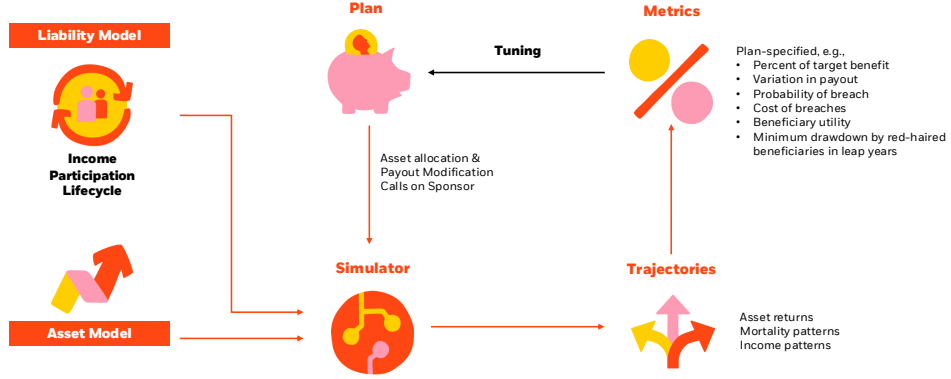 Liability Model
Income
Participation
Lifecycle
Asset Model
Plan
Tuning
Asset allocation &
Payout Modification
Calls on Sponsor
Simulator
Metrics
Plan-specified, e.g.,
• Percent of target benefit
• Variation in payout
• Probability of breach
• Cost of breaches
• Beneficiary utility
• Minimum drawdown by red-haired
beneficiaries in leap years
Trajectories
Asset returns
Mortality patterns
Income patterns